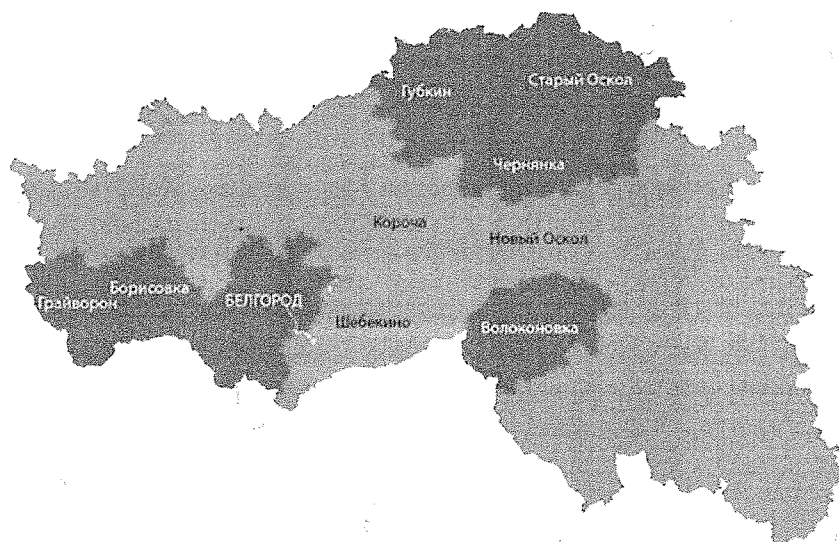 Старый Оскол
Губкин
Чернянка
Короча
Новый Оскол
Борисовка
Грайворон
БЕЛГОРОД
Шебекино
Волоконовка